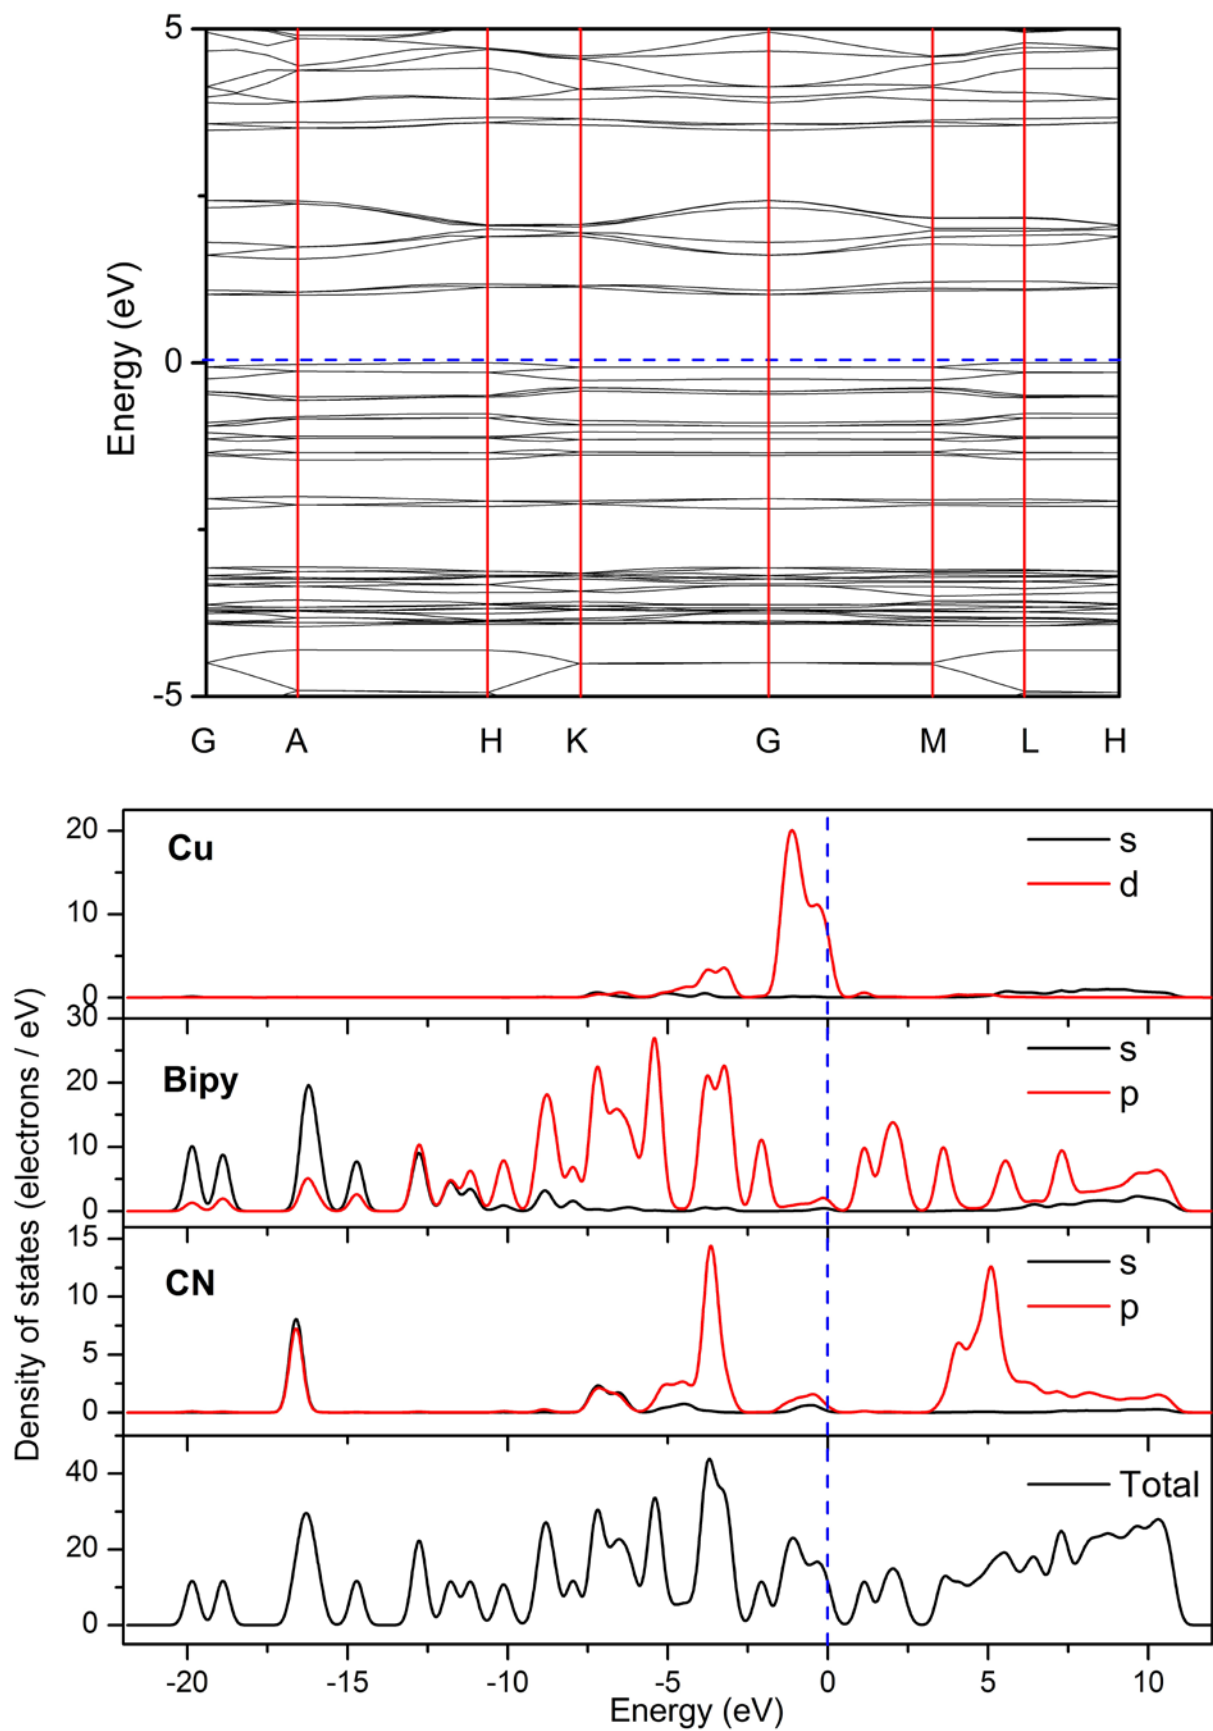 5
0
-5
Energy (eV)
G A H K G M L H
Cu
s
d
20
10
0
Bipy
s
p
30
20
10
0
CN
s
p
15
10
5
0
Total
40
20
0
Density of states (electrons / eV)
-20 -15 -10 -5 0 5 10
Energy (eV)